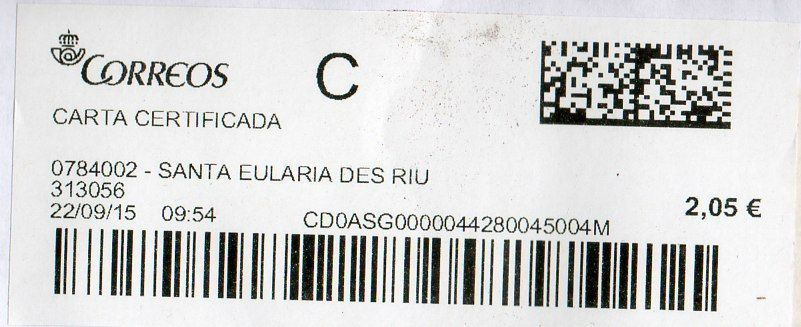 CORREOS
C
CARTA CERTIFICADA
0784002 - SANTA EULARIA DES RIU
313056
2,05 €
22/09/15 09:54
CD0ASG0000044280045004M